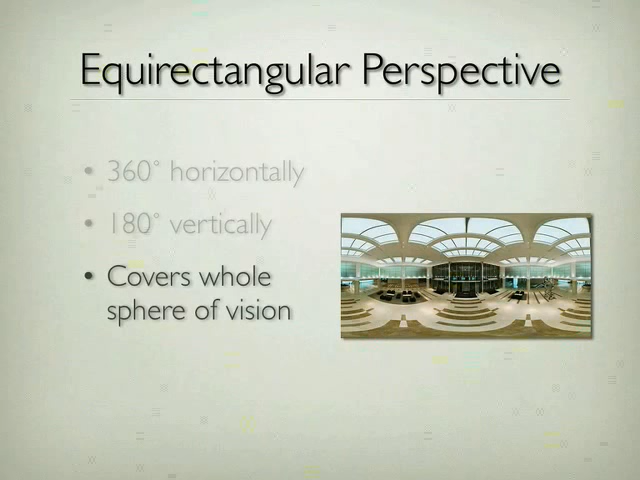 Equirectangular Perspective
• 360˚ horizontally
• 180˚ vertically
• Covers whole
sphere of vision